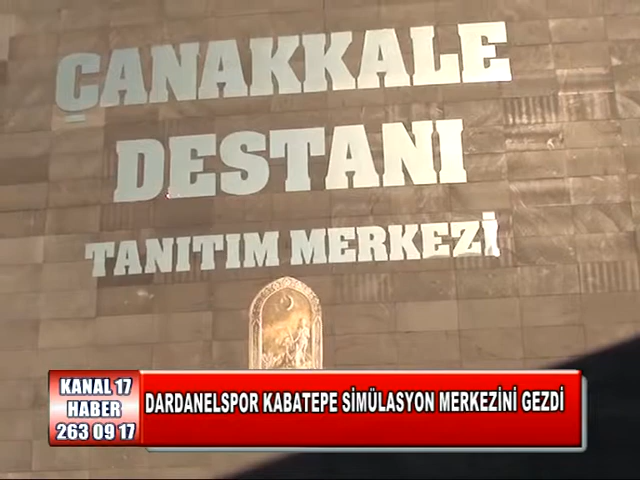 ÇANAKKALE
DESTANI
TANITIM MERKEZİ
KANAL 17
HABER
263 09 17
DARDANELSPOR KABATEPE SİMÜLASYON MERKEZİNİ GEZDİ